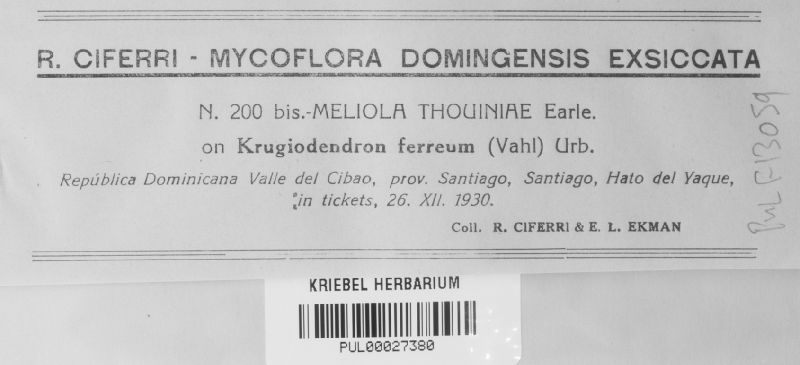 R. CIFERRI - MYCOFLORA DOMINGENSIS EXSICCATA
N. 200 bis.-MELIOLA THOUINIAE Earle.
on Krugiodendron ferreum (Vahl) Urb.
República Dominicana Valle del Cibao, prov. Santiago, Santiago, Hato del Yaque,
in tickets, 26. XII. 1930.
Coll. R. CIFERRI & E. L. EKMAN
PUL F13059
KRIEBEL HERBARIUM
PUL00027380